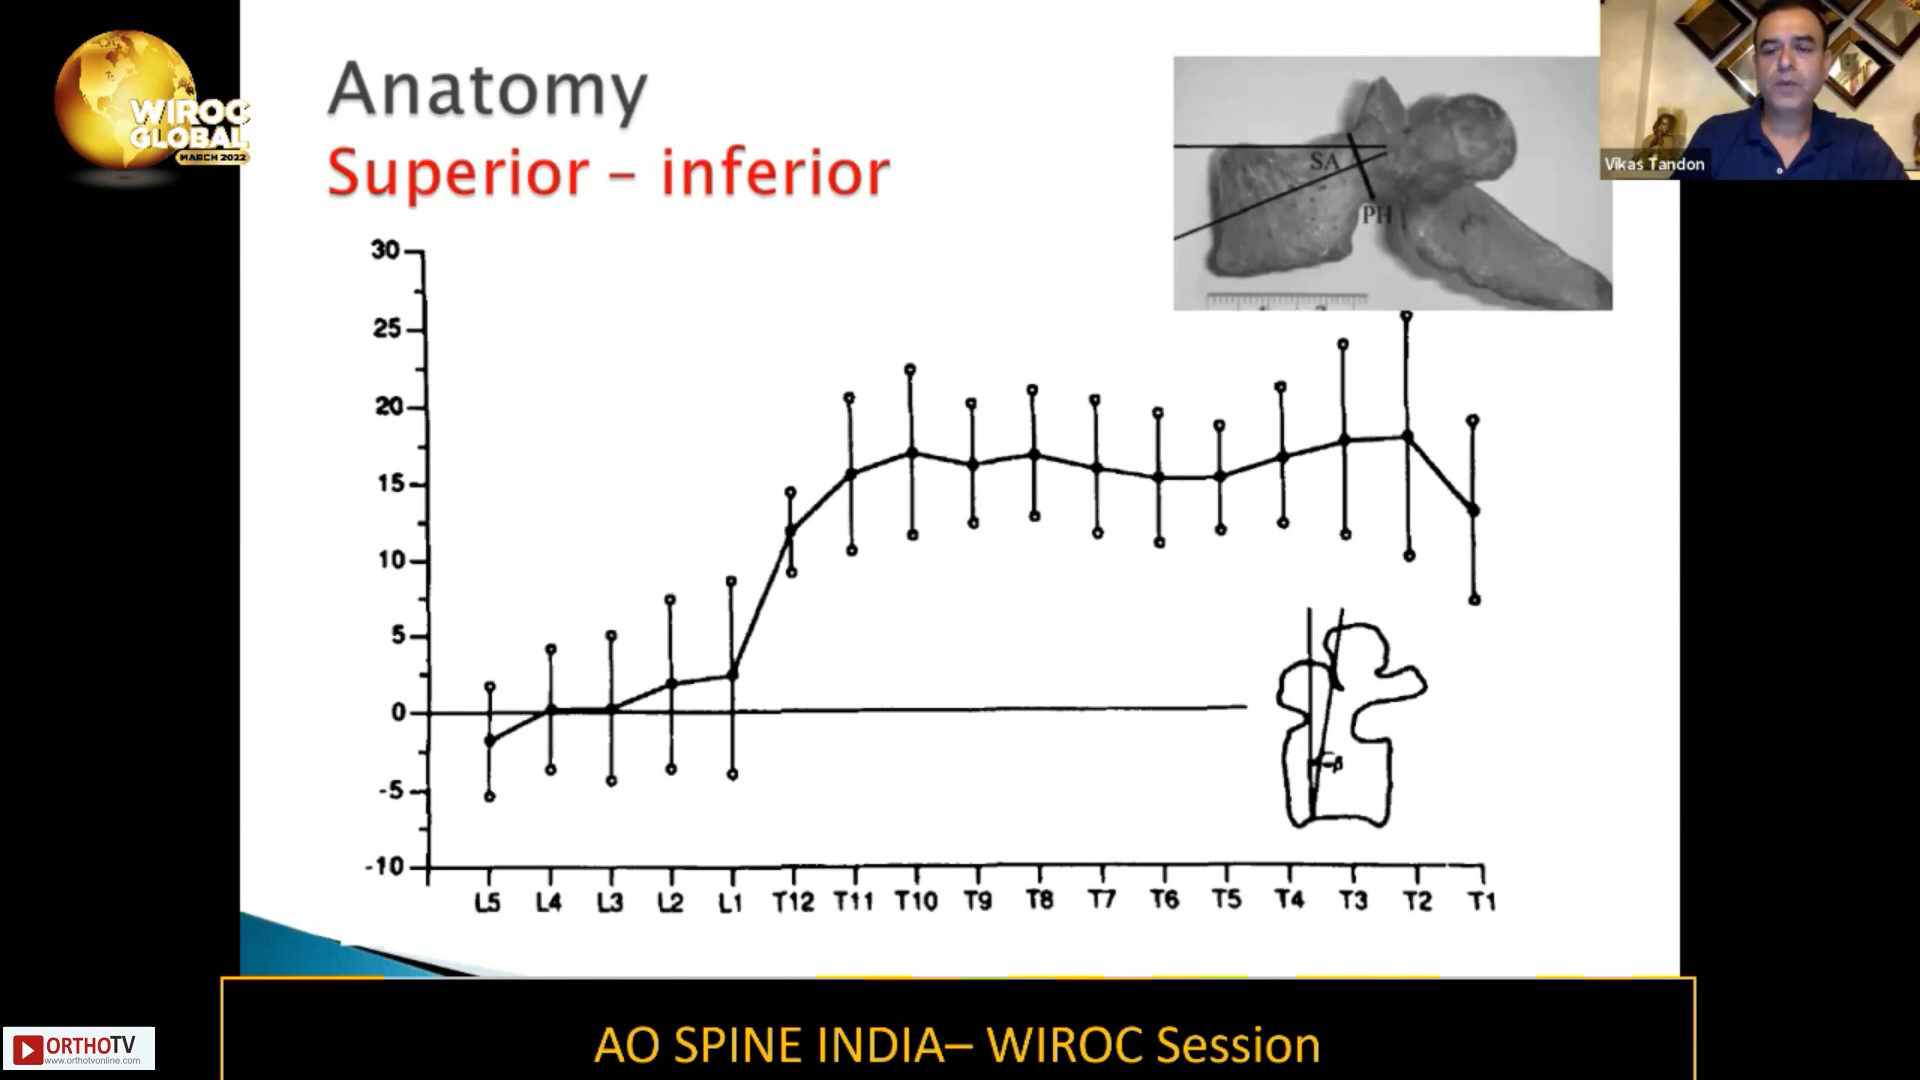 WIROC
GLOBAL
MARCH 2022
Anatomy
Superior – inferior
SA
PH
Vikas Tandon
30
25
20
15
10
5
0
-5
-10
β
L5 L4 L3 L2 L1 T12 T11 T10 T9 T8 T7 T6 T5 T4 T3 T2 T1
AO SPINE INDIA– WIROC Session
ORTHOTV
www.orthotvonline.com